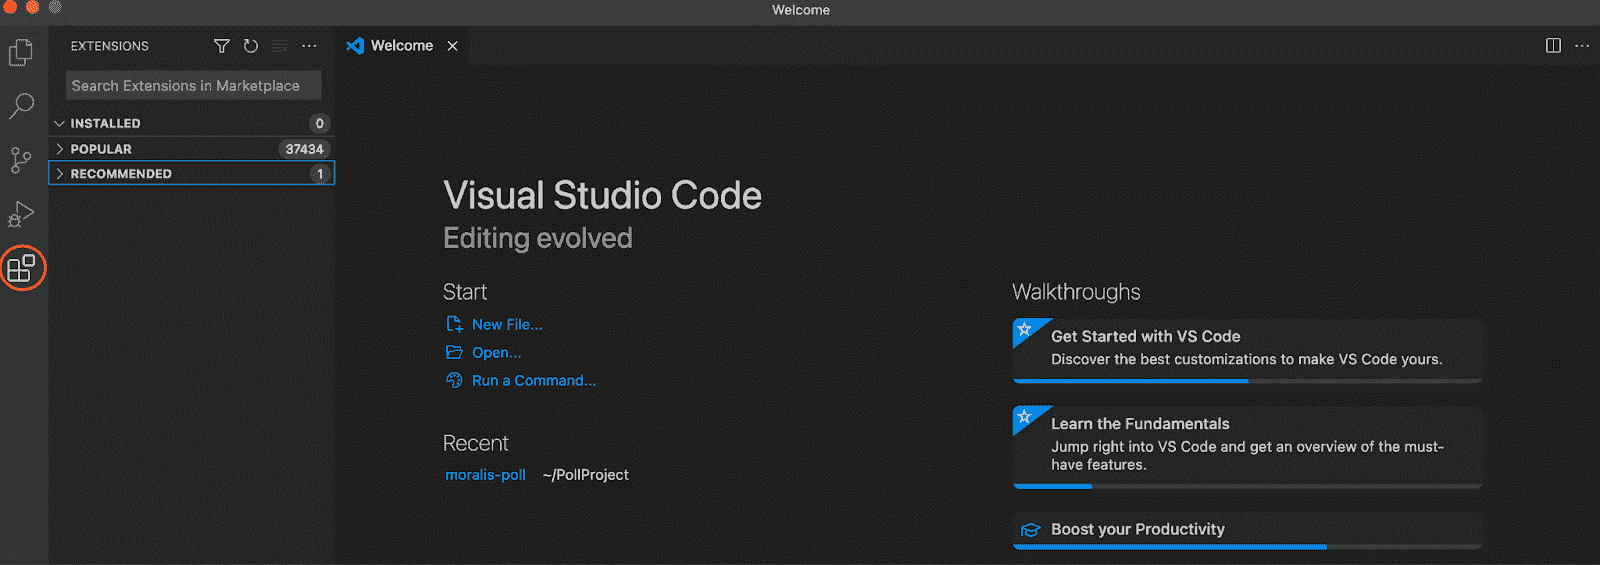 Welcome
EXTENSIONS
Welcome
Search Extensions in Marketplace
INSTALLED 0
POPULAR 37434
RECOMMENDED 1
Visual Studio Code
Editing evolved
Start
New File...
Open...
Run a Command...
Recent
moralis-poll ~/PollProject
Walkthroughs
Get Started with VS Code
Discover the best customizations to make VS Code yours.
Learn the Fundamentals
Jump right into VS Code and get an overview of the must-
have features.
Boost your Productivity